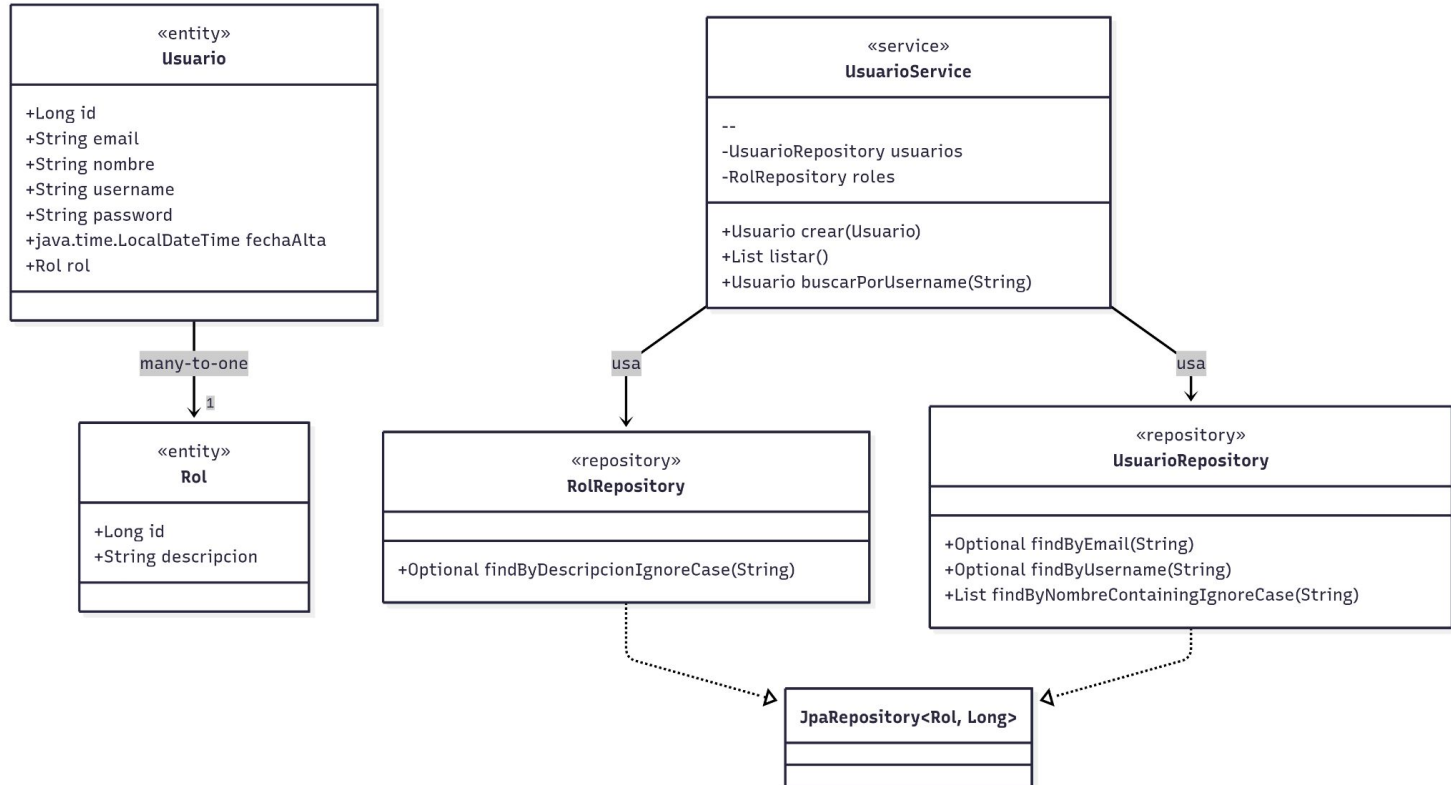 «entity»
Usuario
+Long id
+String email
+String nombre
+String username
+String password
+java.time.LocalDateTime fechaAlta
+Rol rol
many-to-one
1
«entity»
Rol
+Long id
+String descripcion
«service»
UsuarioService
--
-UsuarioRepository usuarios
-RolRepository roles
+Usuario crear(Usuario)
+List listar()
+Usuario buscarPorUsername(String)
usa
usa
«repository»
RolRepository
+Optional findByDescripcionIgnoreCase(String)
«repository»
UsuarioRepository
+Optional findByEmail(String)
+Optional findByUsername(String)
+List findByNombreContainingIgnoreCase(String)
JpaRepository<Rol, Long>